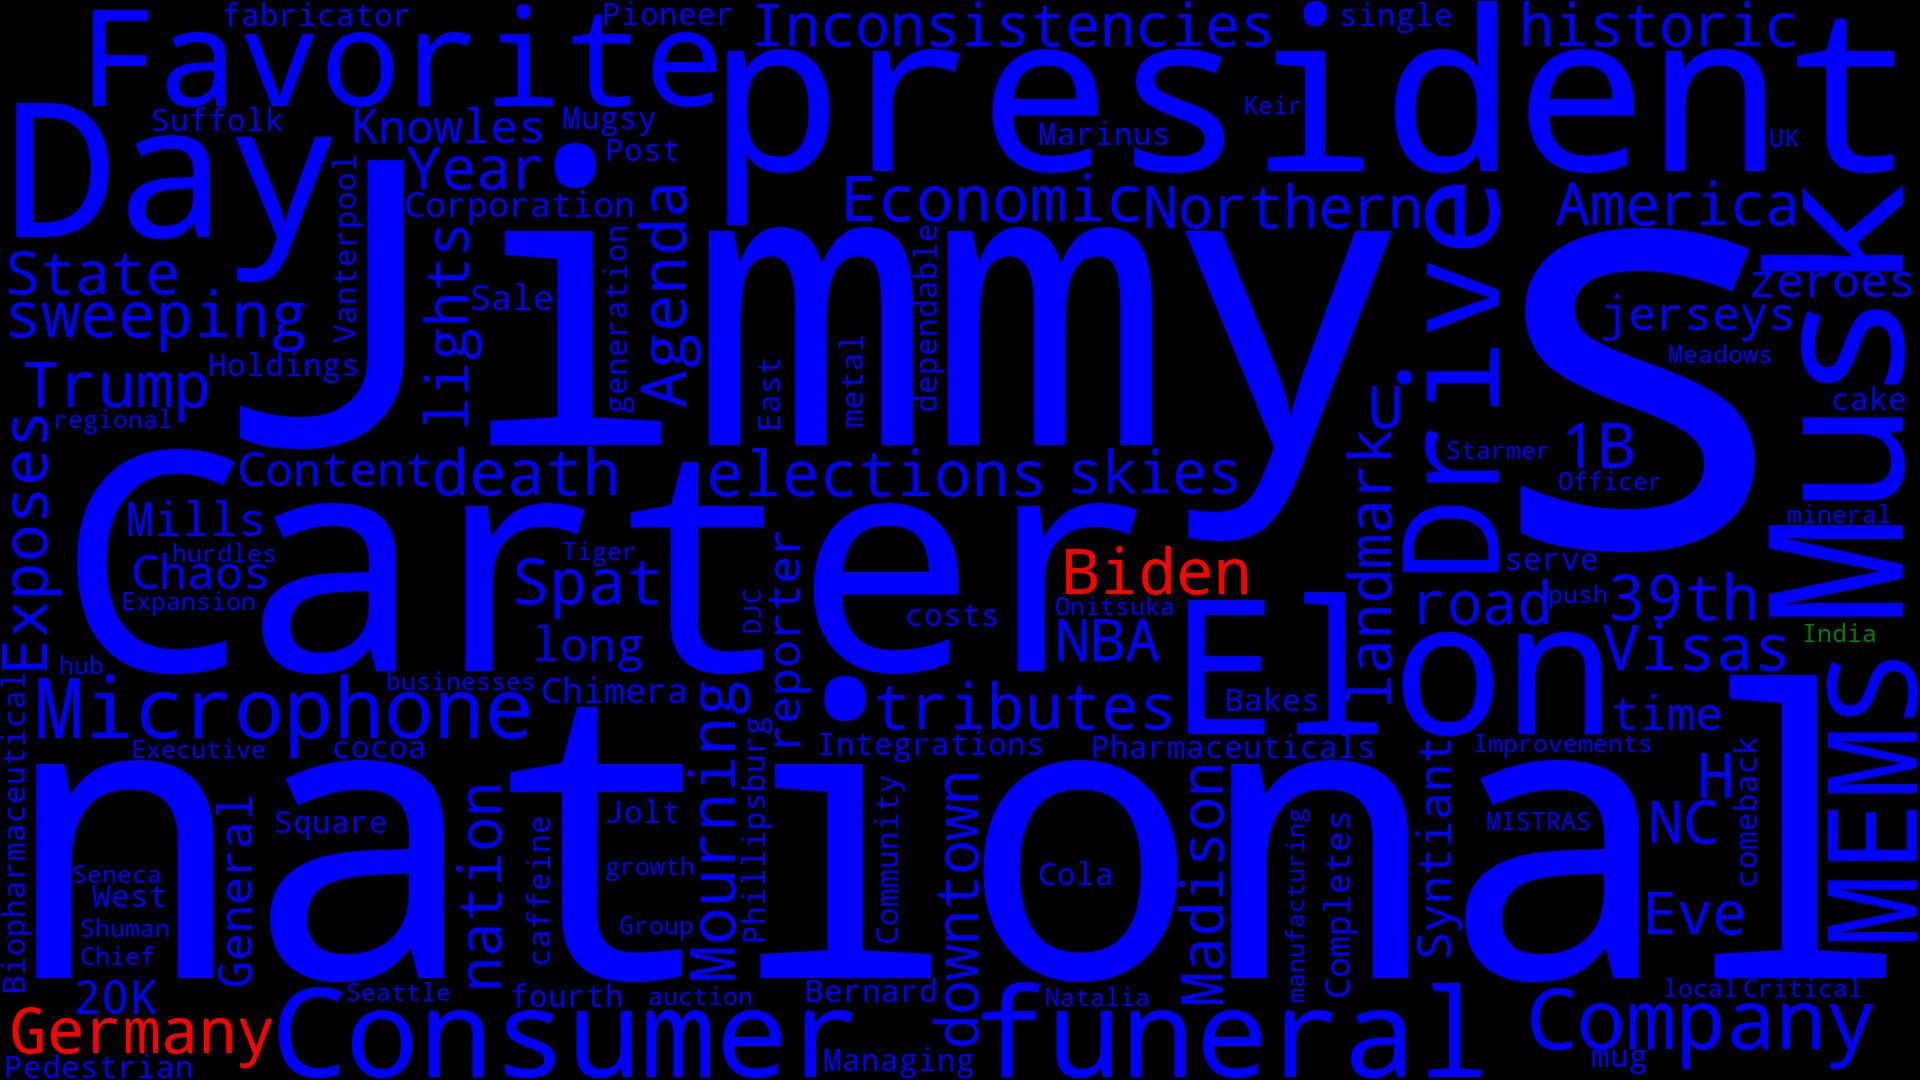 fabricator
Pioneer
Favorite
Inconsistencies
single
historic
president
Day
Suffolk
Knowles
Mugsy
Post
Marinus
Keir
UK
Year
Corporation
Vanterpool
Jimmy
Economic
Northern
America
s
Musk
State
sweeping
lights
Sale
generation
Agenda
dependable
Drive
zeroes
jerseys
Meadows
Trump
Holdings
regional
East
metal
cake
Exposes
Content
death
elections
skies
landmark
Starmer
1B
Officer
Carter
Mills
hurdles
Chaos
Expansion
Tiger
Spat
long
DJC
reporter
costs
Biden
Onitsuka
NBA
Elon
serve
road
push
39th
mineral
India
Visas
hub
Microphone
businesses
Chimera
Mourning
tributes
Bakes
time
MEMS
Biopharmaceutical
Executive
cocoa
Phillipsburg
Integrations
Pharmaceuticals
Improvements
national
General
Square
nation
caffeine
Jolt
growth
Group
Community
downtown
Cola
Madison
manufacturing
Completes
Syntiant
MISTRAS
H
NC
comeback
Eve
Seneca
West
Shuman
Chief
20K
Germany
Pedestrian
Seattle
Consumer
fourth
auction
Bernard
Managing
Natalia
funeral
local
Critical
Company
mug